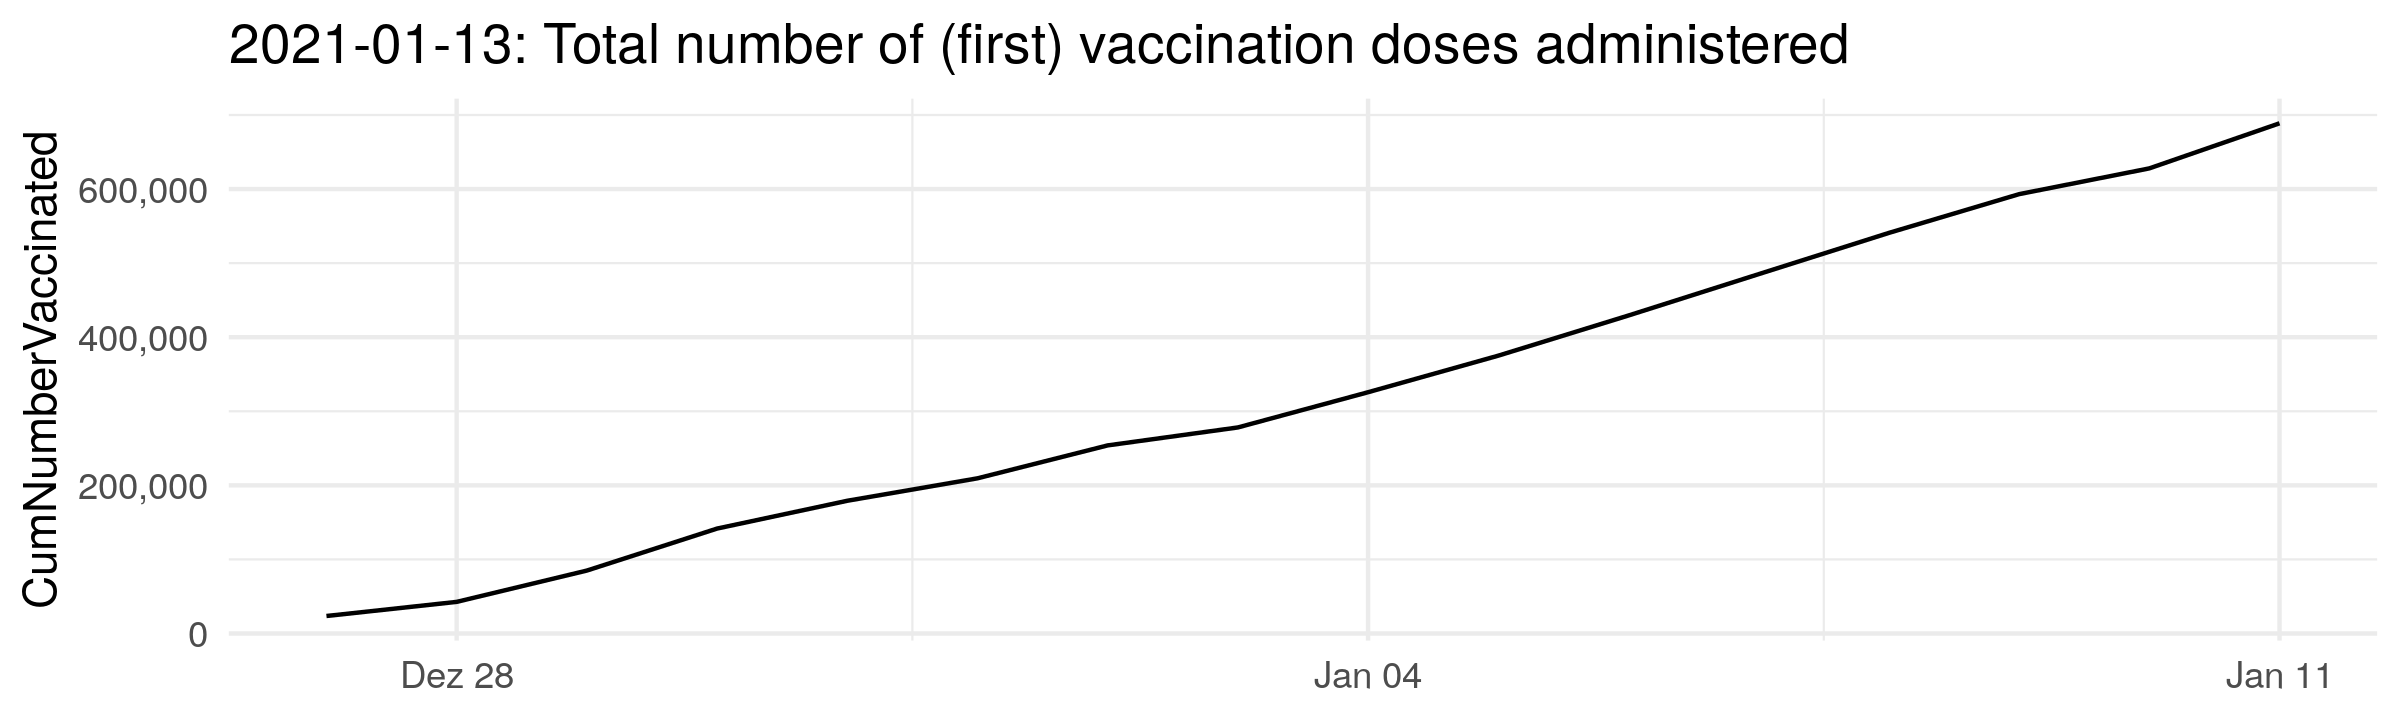 2021-01-13: Total number of (first) vaccination doses administered
CumNumberVaccinated
600,000
400,000
200,000
0
Dez 28
Jan 04
Jan 11